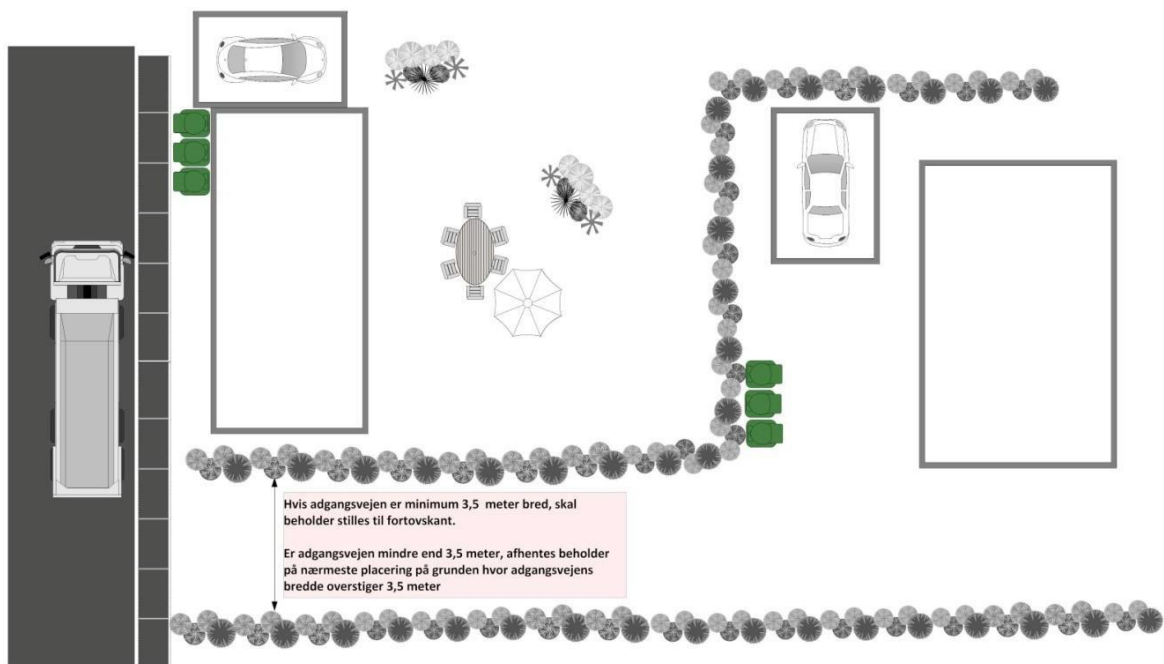 Hvis adgangsvejen er minimum 3,5 meter bred, skal
beholder stilles til fortovskant.
Er adgangsvejen mindre end 3,5 meter, afhentes beholder
på nærmeste placering på grunden hvor adgangsvejens
bredde overstiger 3,5 meter